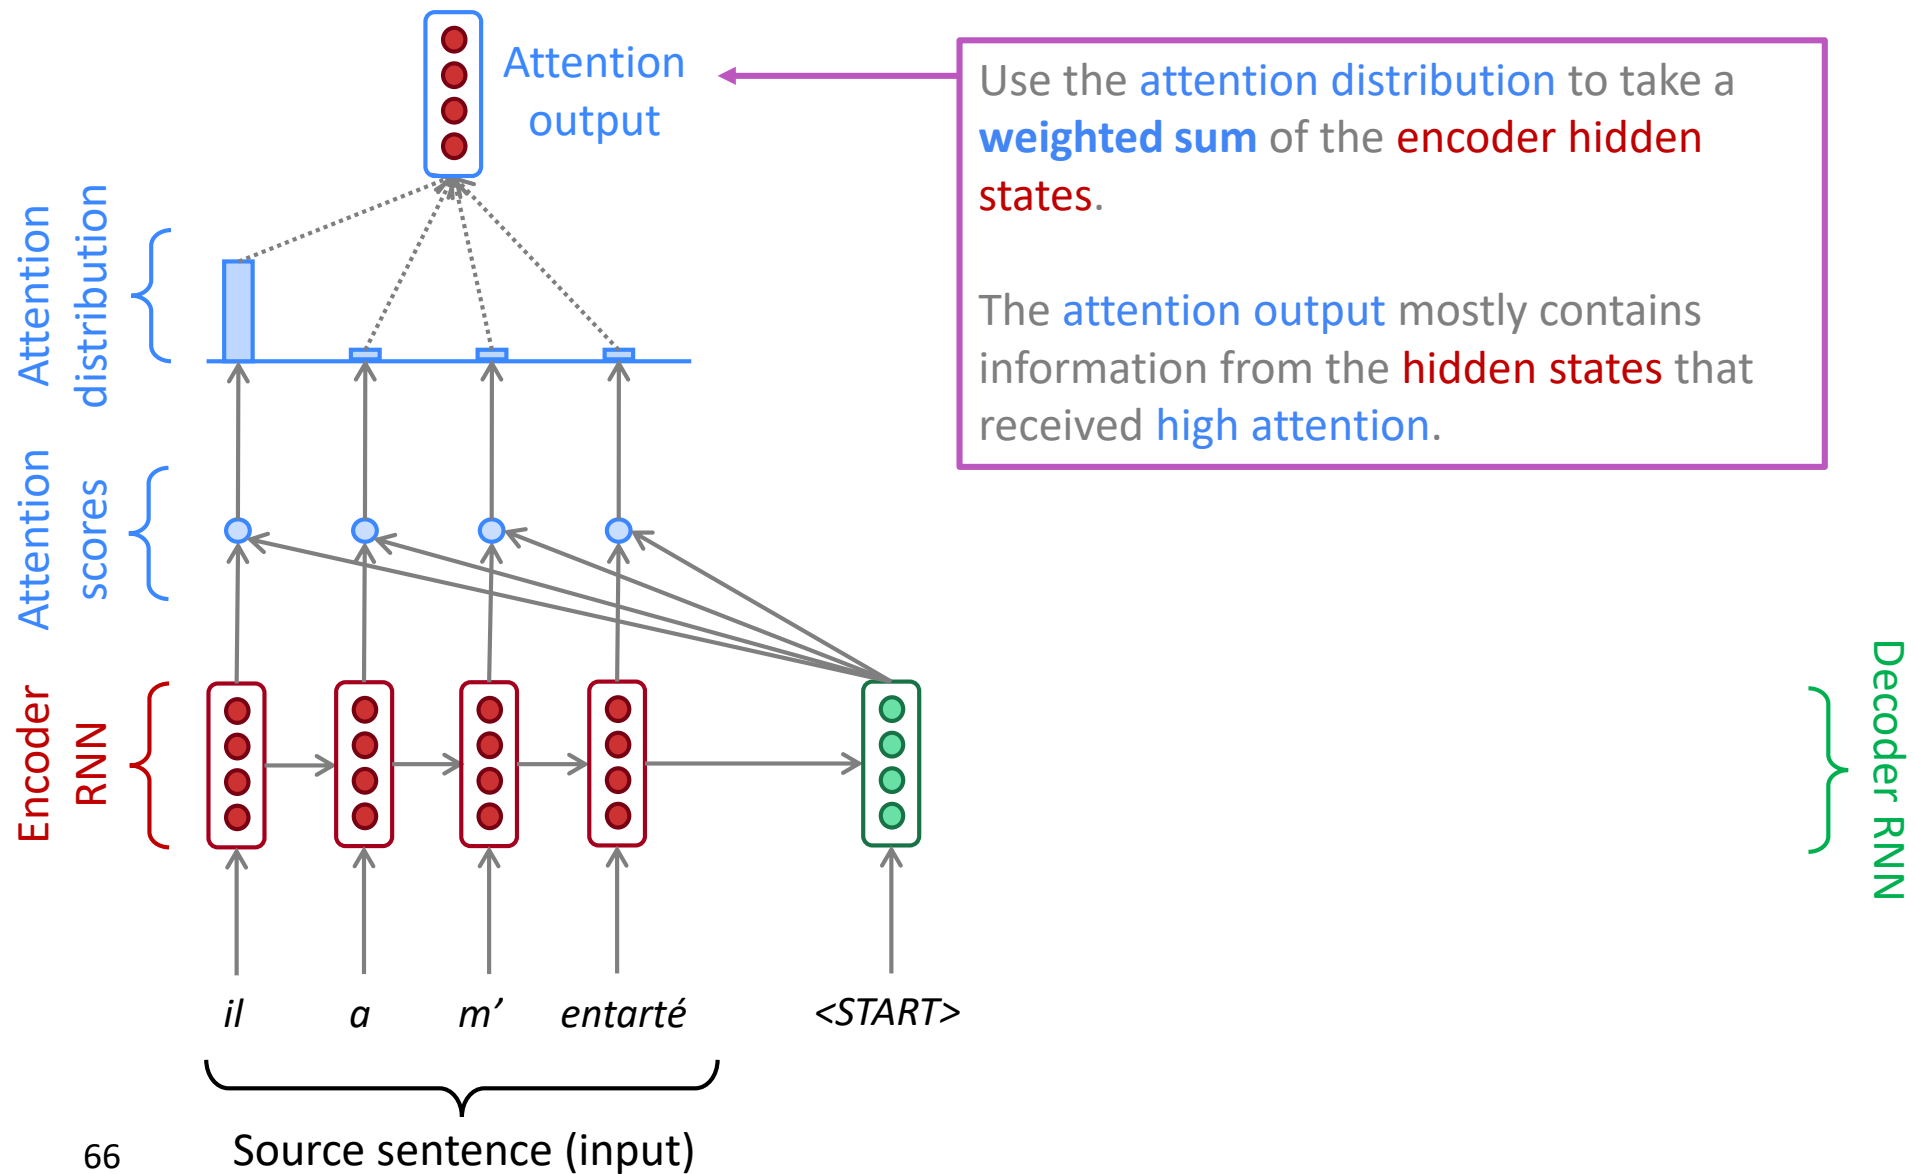 Attention
output
Use the attention distribution to take a
weighted sum of the encoder hidden
states.
The attention output mostly contains
information from the hidden states that
received high attention.
Attention
distribution
Attention
scores
Encoder
RNN
Decoder RNN
il a m’ entarté <START>
Source sentence (input)
66